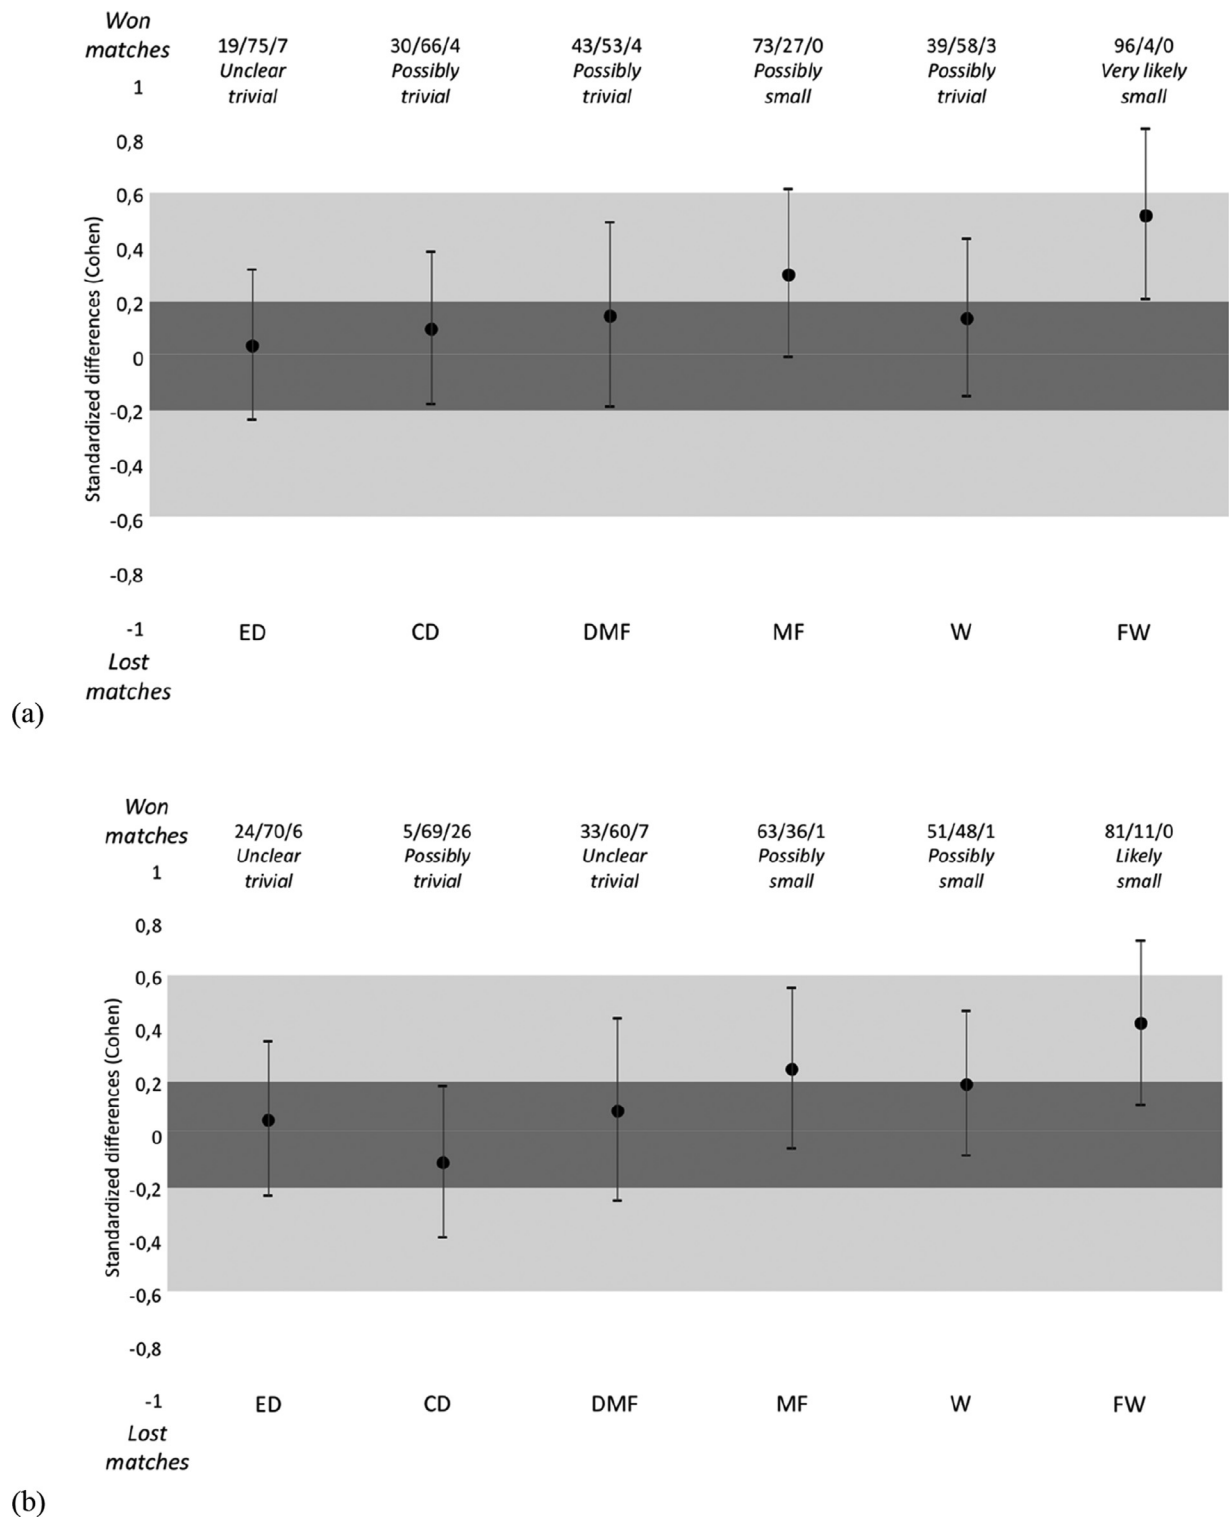 Won
matches
19/75/7 30/66/4 43/53/4 73/27/0 39/58/3 96/4/0
Unclear Possibly Possibly Possibly Possibly Very likely
trivial trivial trivial small trivial small
1
0,8
0,6
0,4
0,2
0
-0,2
-0,4
-0,6
-0,8
-1
Standardized differences (Cohen)
ED CD DMF MF W FW
Lost
matches
(a)
Won
matches
24/70/6 5/69/26 33/60/7 63/36/1 51/48/1 81/11/0
Unclear Possibly Unclear Possibly Possibly Likely
trivial trivial trivial small small small
1
0,8
0,6
0,4
0,2
0
-0,2
-0,4
-0,6
-0,8
-1
Standardized differences (Cohen)
ED CD DMF MF W FW
Lost
matches
(b)